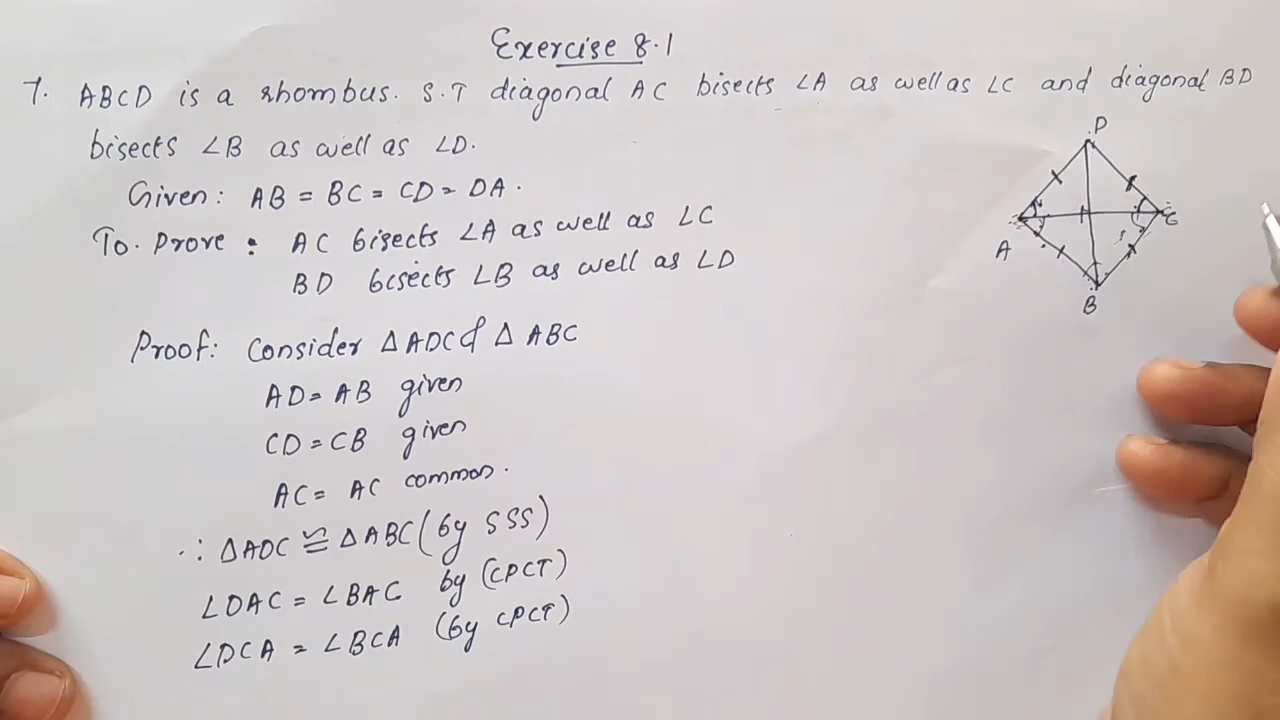 Exercise 8.1
7. ABCD is a rhombus. S.T diagonal AC bisects ∠A as well as ∠C and diagonal BD
bisects ∠B as well as ∠D.
Given: AB = BC = CD = DA.
To. Prove : AC bisects ∠A as well as ∠C
BD bisects ∠B as well as ∠D
Proof: Consider Δ ADC & Δ ABC
AD = AB given
CD = CB given
AC = AC common.
∴ ΔADC ≅ ΔABC (by SSS)
∠DAC = ∠BAC by (CPCT)
∠DCA = ∠BCA (by CPCT)
D
A
C
B